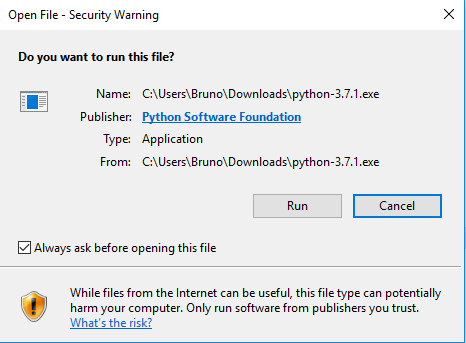 Open File - Security Warning
Do you want to run this file?
Name: C:\Users\Bruno\Downloads\python-3.7.1.exe
Publisher: Python Software Foundation
Type: Application
From: C:\Users\Bruno\Downloads\python-3.7.1.exe
Run Cancel
Always ask before opening this file
While files from the Internet can be useful, this file type can potentially
harm your computer. Only run software from publishers you trust.
What's the risk?